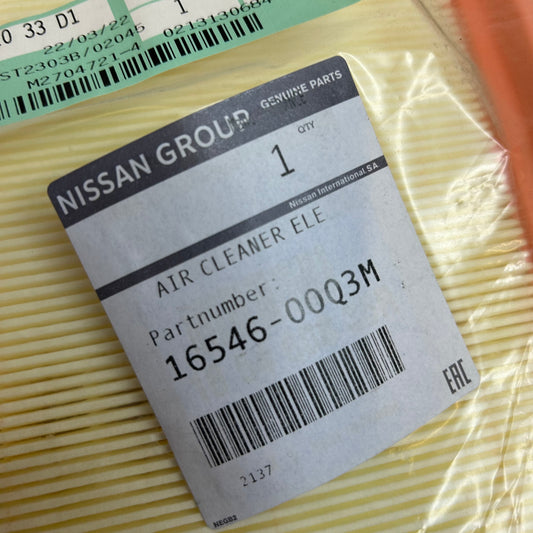 0 33 D1
1
22/03/22
ST2303B/02045
0213130684
M2704721-4
NISSAN GROUP
GENUINE PARTS
QTY
1
Nissan International SA
AIR CLEANER ELE
Partnumber:
16546-00Q3M
2137
EAC
NEGB2